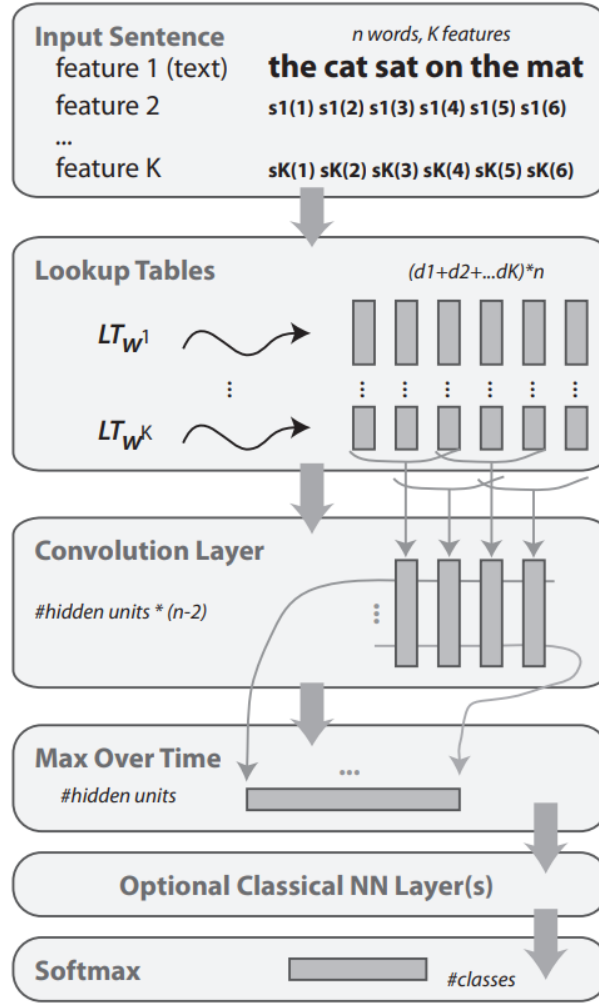 Input Sentence
n words, K features
feature 1 (text) the cat sat on the mat
feature 2 s1(1) s1(2) s1(3) s1(4) s1(5) s1(6)
...
feature K sK(1) sK(2) sK(3) sK(4) sK(5) sK(6)
Lookup Tables
(d1+d2+...dK)*n
LT_W^1
⋮
LT_W^K
Convolution Layer
#hidden units * (n-2)
Max Over Time
...
#hidden units
Optional Classical NN Layer(s)
Softmax
#classes